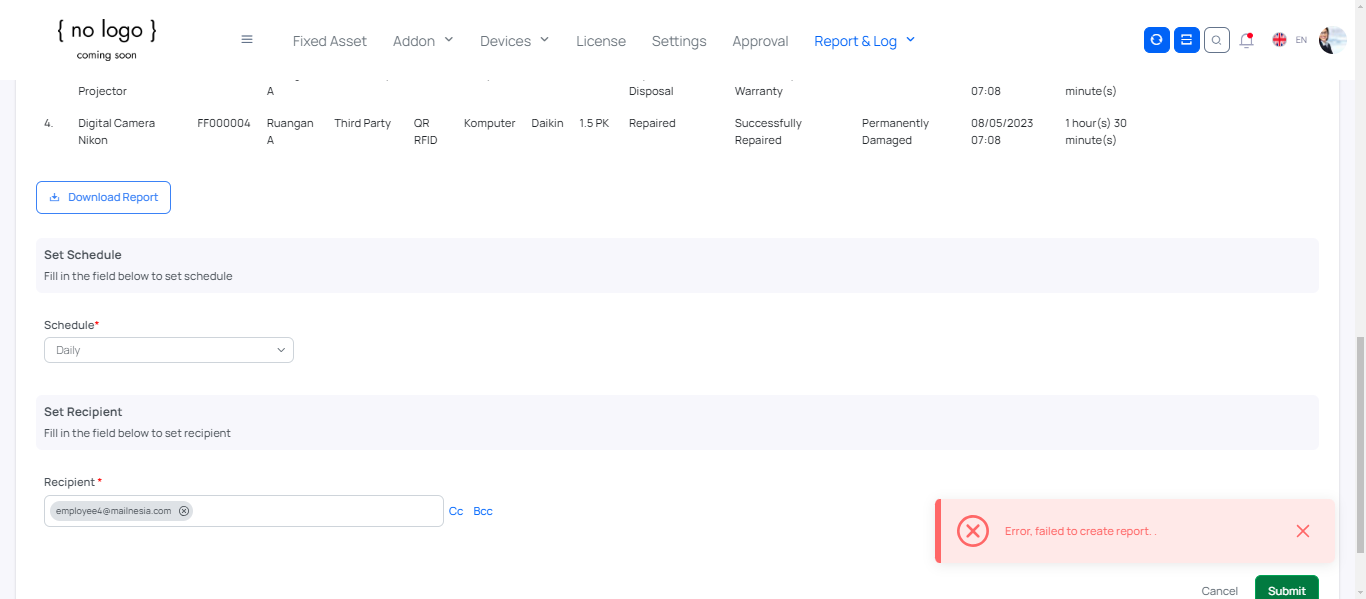 { no logo }
coming soon
Fixed Asset Addon Devices License Settings Approval Report & Log EN
Projector A Disposal Warranty 07:08 minute(s)
4. Digital Camera FF000004 Ruangan Third Party QR Komputer Daikin 1.5 PK Repaired Successfully Permanently 08/05/2023 1 hour(s) 30
Nikon A RFID Repaired Damaged 07:08 minute(s)
Download Report
Set Schedule
Fill in the field below to set schedule
Schedule*
Daily
Set Recipient
Fill in the field below to set recipient
Recipient *
employee4@mailnesia.com Cc Bcc
Error, failed to create report. .
Cancel Submit